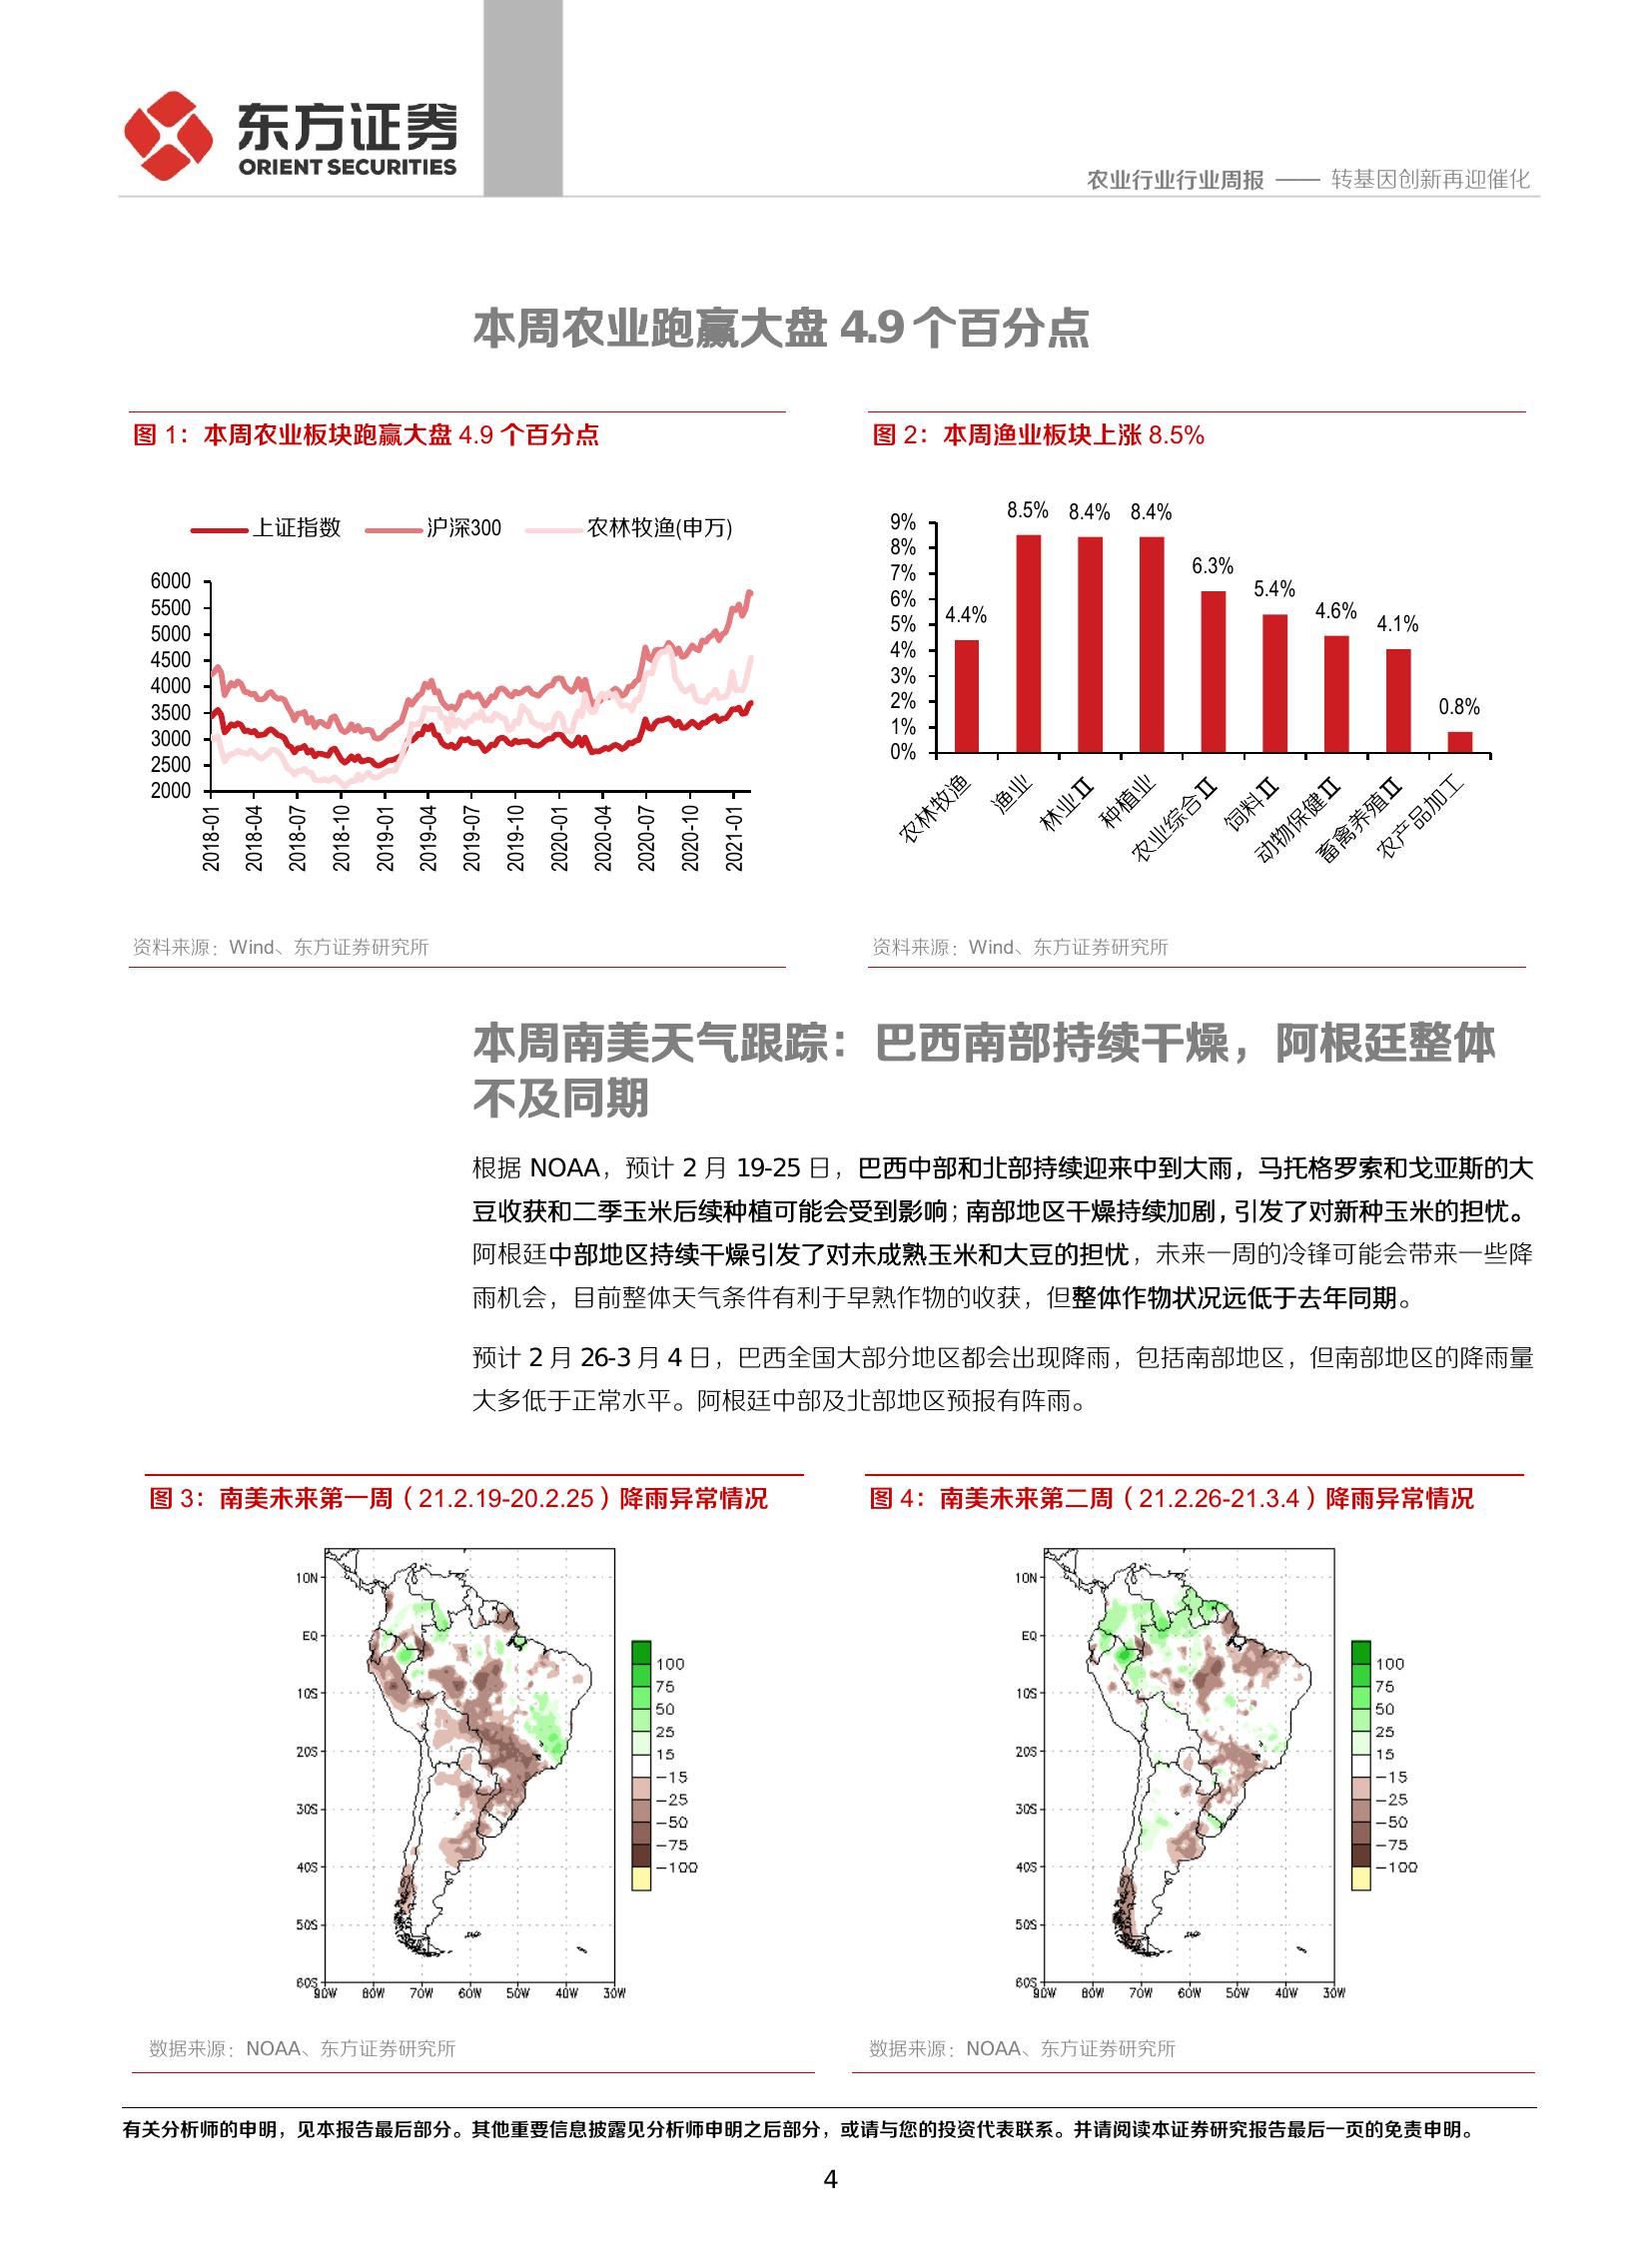 东方证券
ORIENT SECURITIES
农业行业行业周报 —— 转基因创新再迎催化
本周农业跑赢大盘 4.9 个百分点
图 1：本周农业板块跑赢大盘 4.9 个百分点
上证指数 沪深300 农林牧渔(申万)
6000
5500
5000
4500
4000
3500
3000
2500
2000
2018-01 2018-04 2018-07 2018-10 2019-01 2019-04 2019-07 2019-10 2020-01 2020-04 2020-07 2020-10 2021-01
资料来源：Wind、东方证券研究所
图 2：本周渔业板块上涨 8.5%
9%
8%
7%
6%
5%
4%
3%
2%
1%
0%
4.4% 8.5% 8.4% 8.4% 6.3% 5.4% 4.6% 4.1% 0.8%
农林牧渔 渔业 林业Ⅱ 种植业 农业综合Ⅱ 饲料Ⅱ 动物保健Ⅱ 畜禽养殖Ⅱ 农产品加工
资料来源：Wind、东方证券研究所
本周南美天气跟踪：巴西南部持续干燥，阿根廷整体
不及同期
根据 NOAA，预计 2 月 19-25 日，巴西中部和北部持续迎来中到大雨，马托格罗索和戈亚斯的大
豆收获和二季玉米后续种植可能会受到影响；南部地区干燥持续加剧，引发了对新种玉米的担忧。
阿根廷中部地区持续干燥引发了对未成熟玉米和大豆的担忧，未来一周的冷锋可能会带来一些降
雨机会，目前整体天气条件有利于早熟作物的收获，但整体作物状况远低于去年同期。
预计 2 月 26-3 月 4 日，巴西全国大部分地区都会出现降雨，包括南部地区，但南部地区的降雨量
大多低于正常水平。阿根廷中部及北部地区预报有阵雨。
图 3：南美未来第一周（21.2.19-20.2.25）降雨异常情况
10N
EQ
10S
20S
30S
40S
50S
60S
90W 80W 70W 60W 50W 40W 30W
100
75
50
25
15
-15
-25
-50
-75
-100
数据来源：NOAA、东方证券研究所
图 4：南美未来第二周（21.2.26-21.3.4）降雨异常情况
10N
EQ
10S
20S
30S
40S
50S
60S
90W 80W 70W 60W 50W 40W 30W
100
75
50
25
15
-15
-25
-50
-75
-100
数据来源：NOAA、东方证券研究所
有关分析师的申明，见本报告最后部分。其他重要信息披露见分析师申明之后部分，或请与您的投资代表联系。并请阅读本证券研究报告最后一页的免责申明。
4